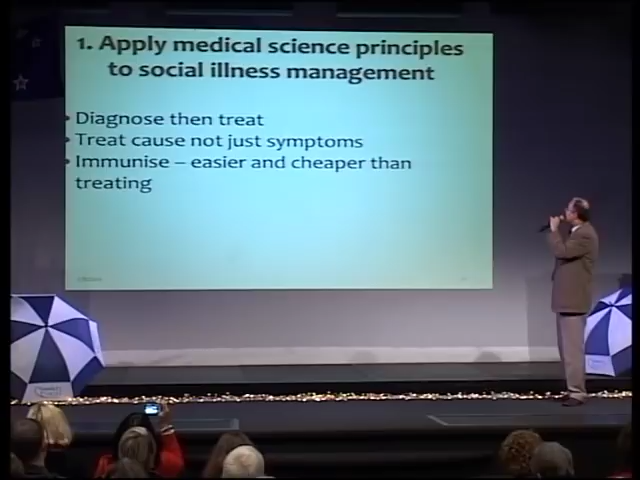 1. Apply medical science principles
to social illness management
• Diagnose then treat
• Treat cause not just symptoms
• Immunise – easier and cheaper than
treating